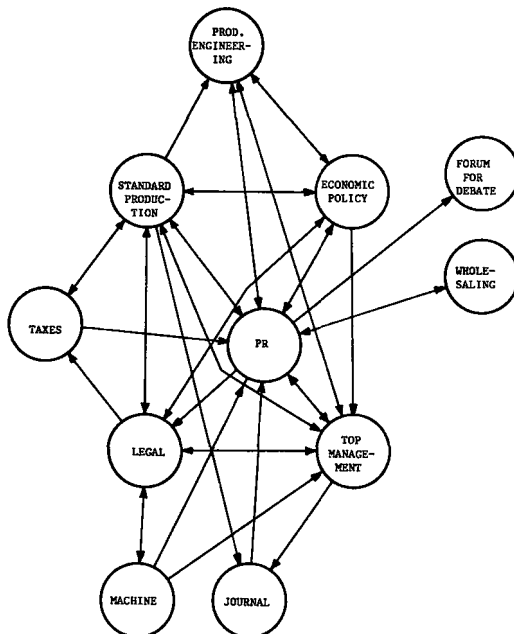 PROD.
ENGINEER-
ING
STANDARD
PRODUC-
TION
ECONOMIC
POLICY
FORUM
FOR
DEBATE
WHOLE-
SALING
TAXES
PR
LEGAL
TOP
MANAGE-
MENT
MACHINE
JOURNAL